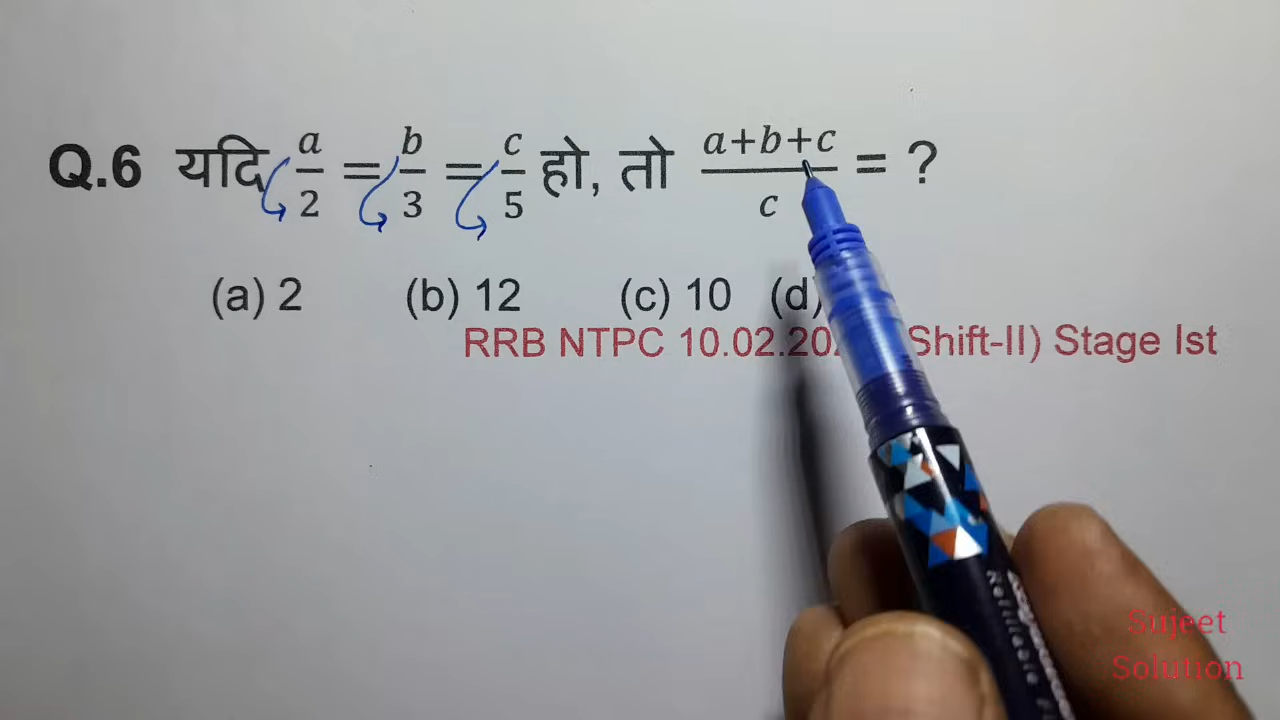 Q.6 यदि a/2 = b/3 = c/5 हो, तो (a+b+c)/c = ?
(a) 2 (b) 12 (c) 10 (d)
RRB NTPC 10.02.20 Shift-II) Stage Ist
Sujeet
Solution